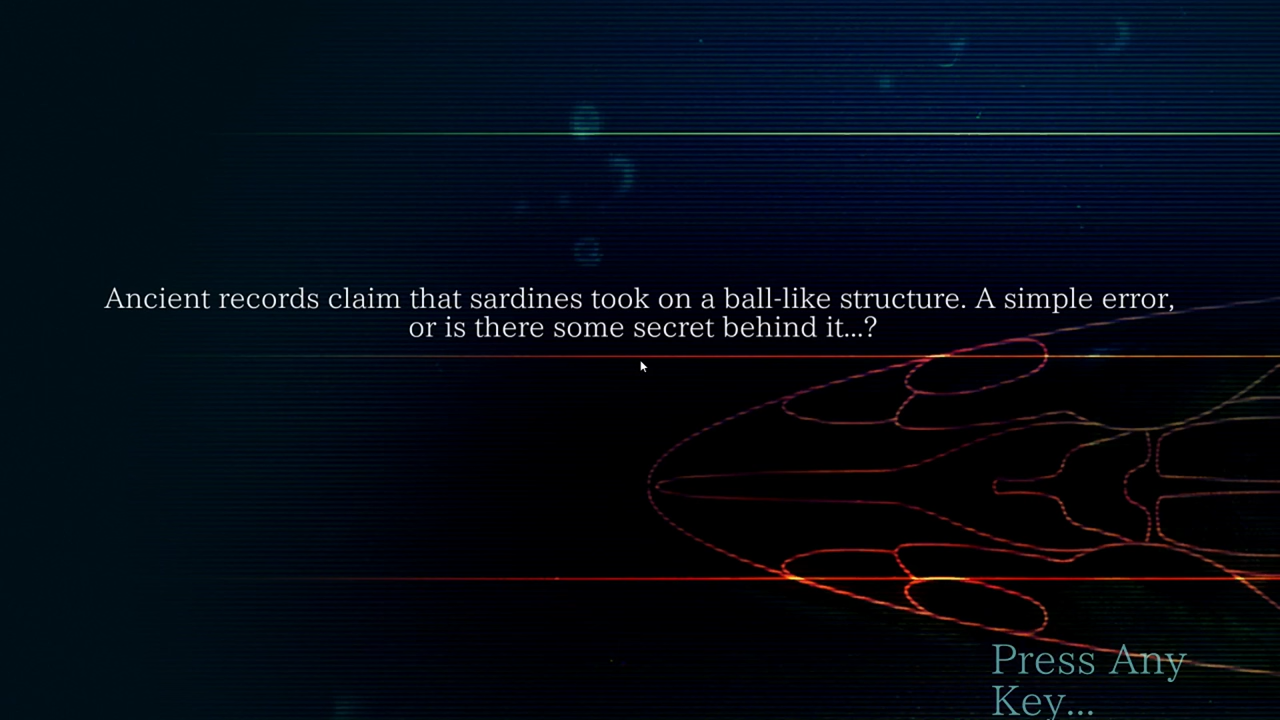 Ancient records claim that sardines took on a ball-like structure. A simple error,
or is there some secret behind it...?
Press Any
Key...